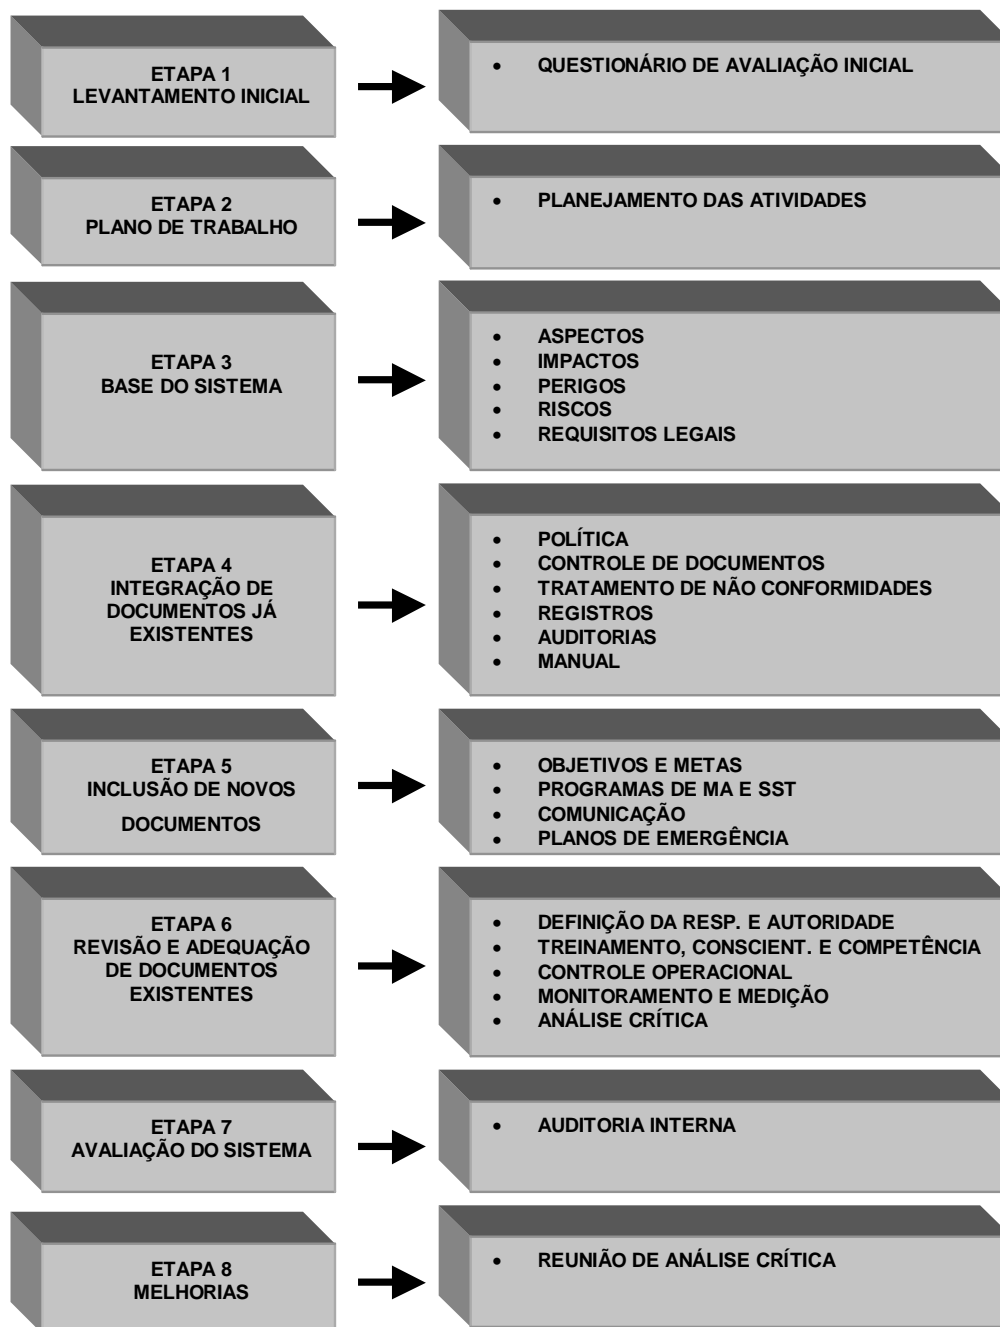 ETAPA 1
LEVANTAMENTO INICIAL
• QUESTIONÁRIO DE AVALIAÇÃO INICIAL
ETAPA 2
PLANO DE TRABALHO
• PLANEJAMENTO DAS ATIVIDADES
ETAPA 3
BASE DO SISTEMA
• ASPECTOS
• IMPACTOS
• PERIGOS
• RISCOS
• REQUISITOS LEGAIS
ETAPA 4
INTEGRAÇÃO DE
DOCUMENTOS JÁ
EXISTENTES
• POLÍTICA
• CONTROLE DE DOCUMENTOS
• TRATAMENTO DE NÃO CONFORMIDADES
• REGISTROS
• AUDITORIAS
• MANUAL
ETAPA 5
INCLUSÃO DE NOVOS
DOCUMENTOS
• OBJETIVOS E METAS
• PROGRAMAS DE MA E SST
• COMUNICAÇÃO
• PLANOS DE EMERGÊNCIA
ETAPA 6
REVISÃO E ADEQUAÇÃO
DE DOCUMENTOS
EXISTENTES
• DEFINIÇÃO DA RESP. E AUTORIDADE
• TREINAMENTO, CONSCIENT. E COMPETÊNCIA
• CONTROLE OPERACIONAL
• MONITORAMENTO E MEDIÇÃO
• ANÁLISE CRÍTICA
ETAPA 7
AVALIAÇÃO DO SISTEMA
• AUDITORIA INTERNA
ETAPA 8
MELHORIAS
• REUNIÃO DE ANÁLISE CRÍTICA